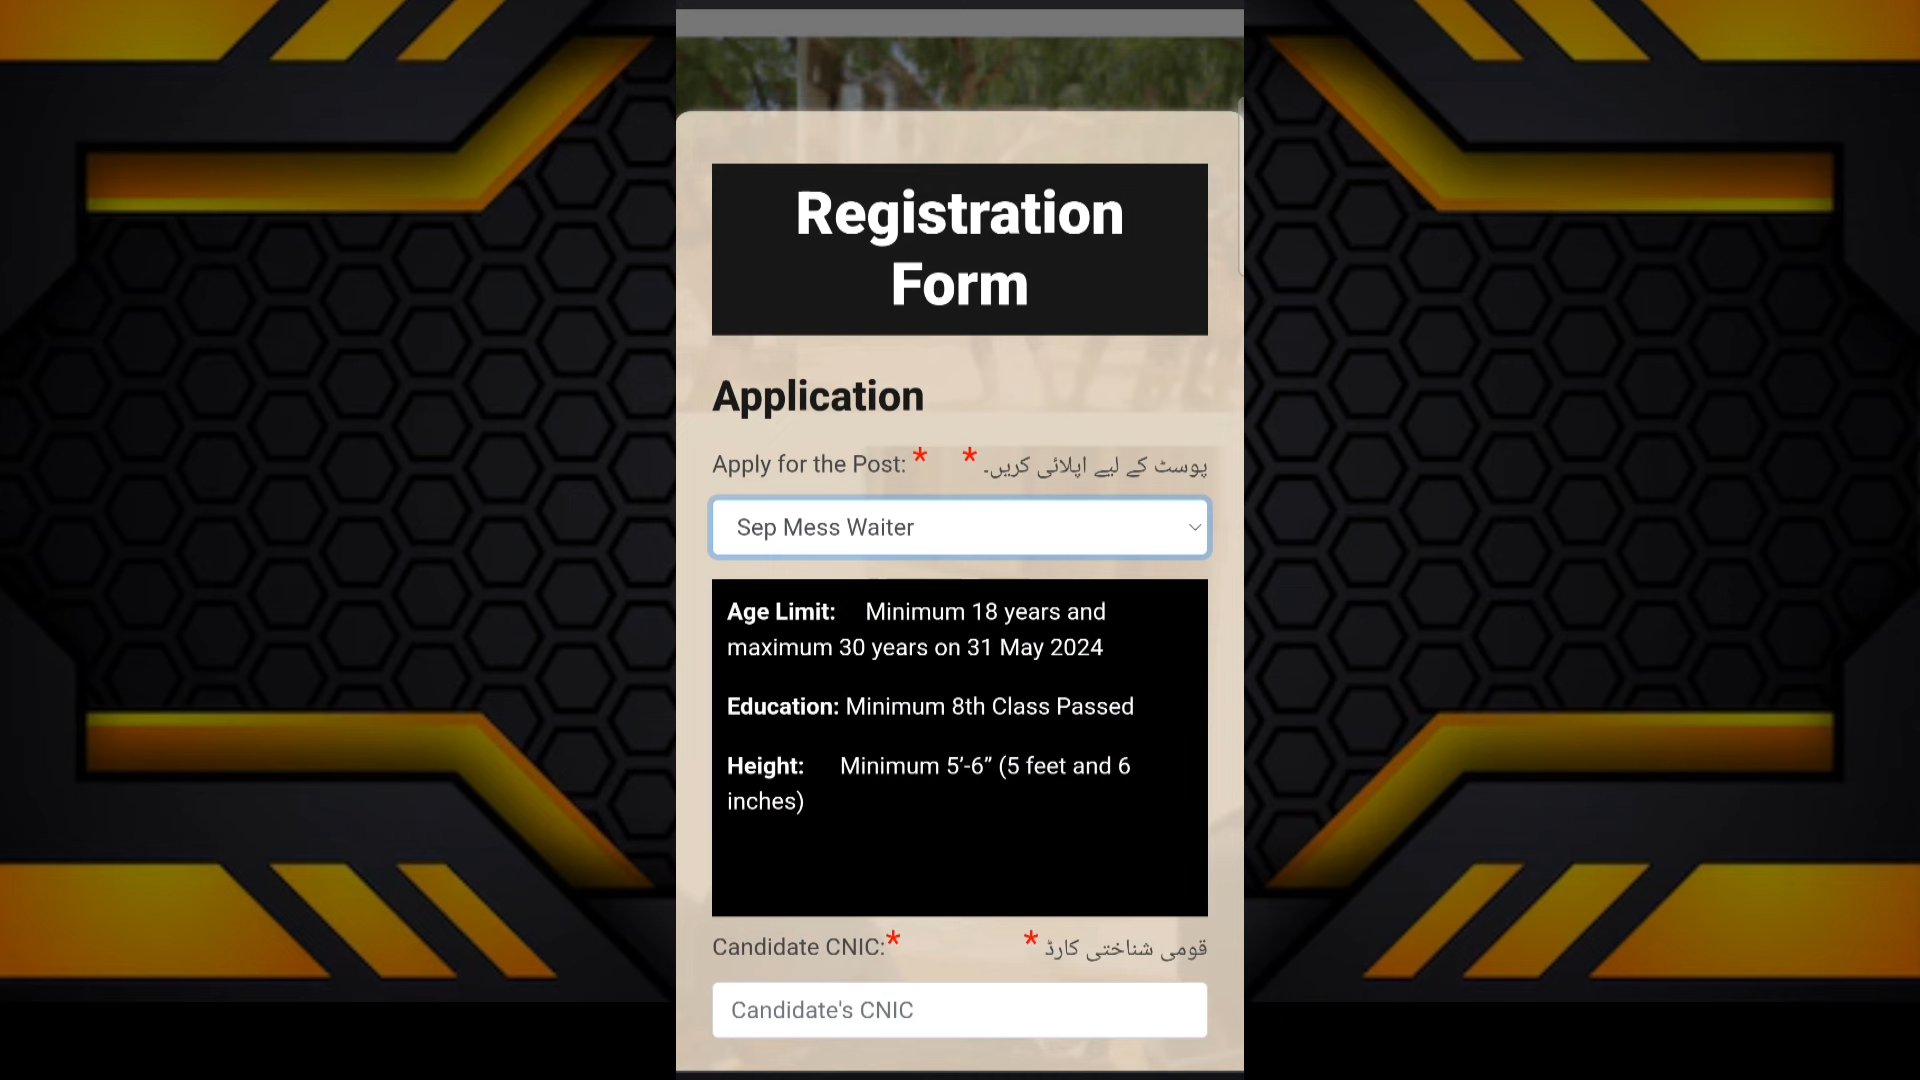 Registration
Form
Application
Apply for the Post: * * پوسٹ کے لیے اپلائی کریں۔
Sep Mess Waiter
Age Limit: Minimum 18 years and
maximum 30 years on 31 May 2024
Education: Minimum 8th Class Passed
Height: Minimum 5’-6” (5 feet and 6
inches)
Candidate CNIC:* * قومی شناختی کارڈ
Candidate's CNIC